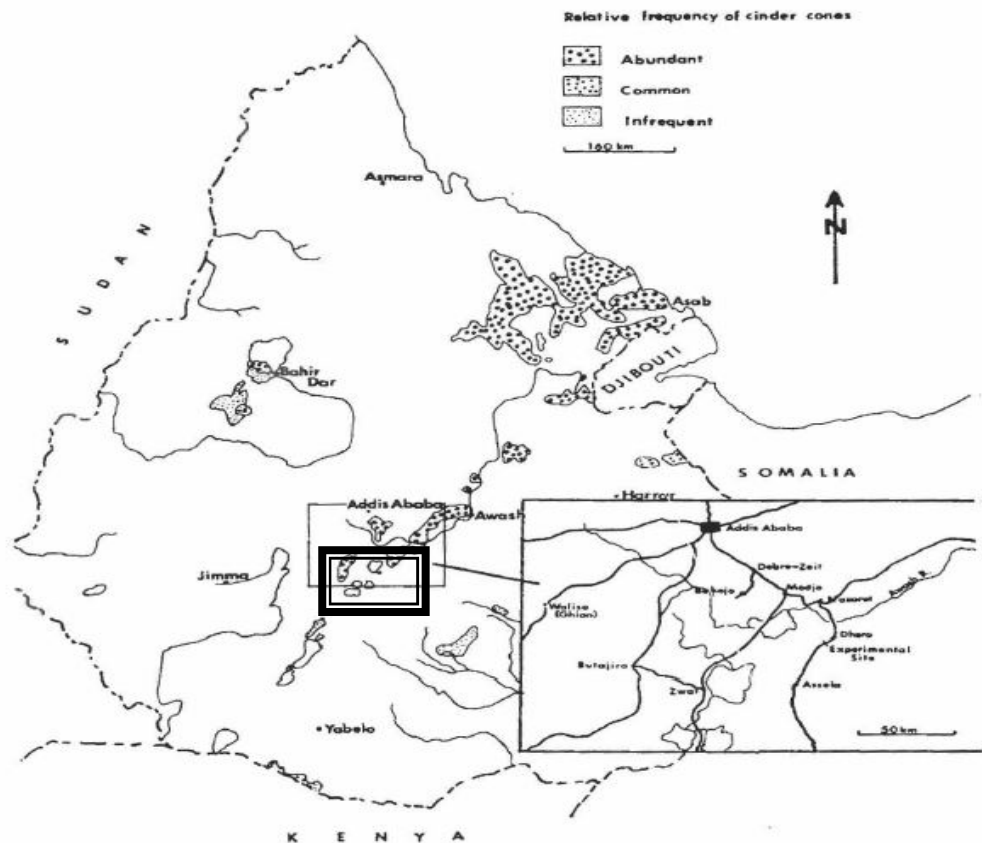 Relative frequency of cinder cones
Abundant
Common
Infrequent
160 km
Asmara
N
SUDAN
Asab
Bahir
Dar
DJIBOUTI
SOMALIA
Harrar
Addis Ababa
Awash
Jimma
Yabelo
KENYA
Addis Ababa
Debre-Zeit
Modjo
Nazaret
Awash R.
Walisa
(Ghian)
Dhera
Experimental
Site
Butajira
Zwai
Assela
50 km